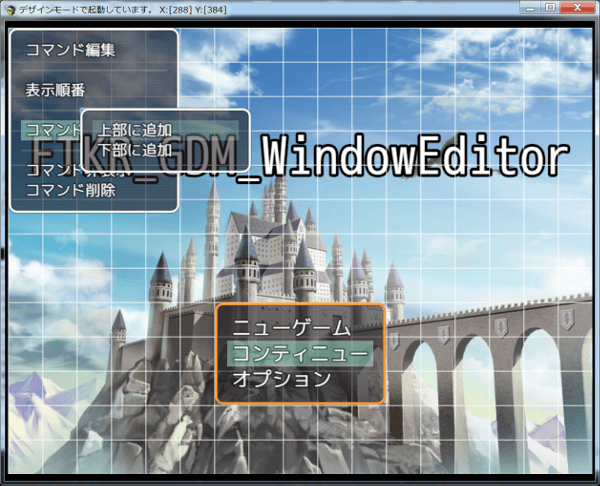 デザインモードで起動しています。 X:[288] Y:[384]
コマンド編集
表示順番
コマンド
上部に追加
下部に追加
FTKR_GDM_WindowEditor
コマンド非表示
コマンド削除
ニューゲーム
コンティニュー
オプション